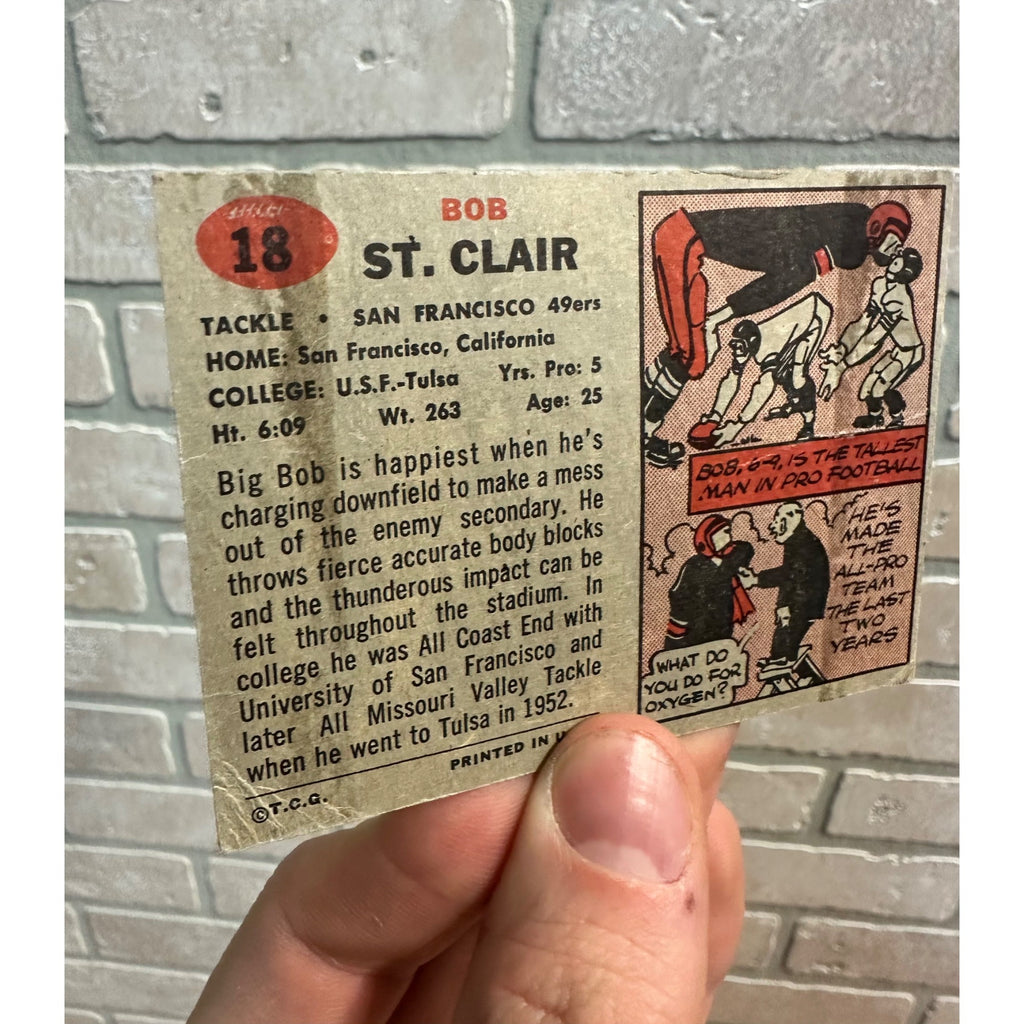 18
BOB
ST. CLAIR
TACKLE • SAN FRANCISCO 49ers
HOME: San Francisco, California
COLLEGE: U.S.F.-Tulsa Yrs. Pro: 5
Ht. 6:09 Wt. 263 Age: 25
Big Bob is happiest when he's
charging downfield to make a mess
out of the enemy secondary. He
throws fierce accurate body blocks
and the thunderous impact can be
felt throughout the stadium. In
college he was All Coast End with
University of San Francisco and
later All Missouri Valley Tackle
when he went to Tulsa in 1952.
©T.C.G. PRINTED IN
BOB, 6-9, IS THE TALLEST
MAN IN PRO FOOTBALL
HE'S
MADE
THE
ALL-PRO
TEAM
THE LAST
TWO
YEARS
WHAT DO
YOU DO FOR
OXYGEN?